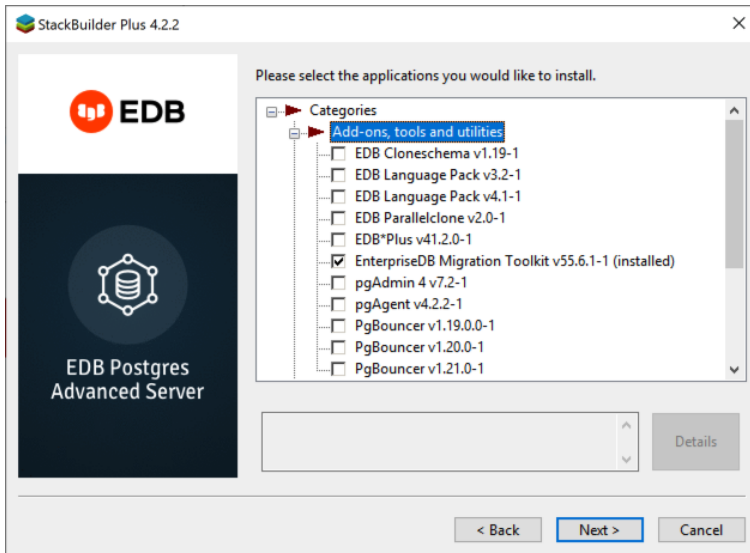 StackBuilder Plus 4.2.2
EDB
EDB Postgres
Advanced Server
Please select the applications you would like to install.
Categories
Add-ons, tools and utilities
EDB Cloneschema v1.19-1
EDB Language Pack v3.2-1
EDB Language Pack v4.1-1
EDB Parallelclone v2.0-1
EDB*Plus v41.2.0-1
EnterpriseDB Migration Toolkit v55.6.1-1 (installed)
pgAdmin 4 v7.2-1
pgAgent v4.2.2-1
PgBouncer v1.19.0.0-1
PgBouncer v1.20.0-1
PgBouncer v1.21.0-1
Details
< Back
Next >
Cancel